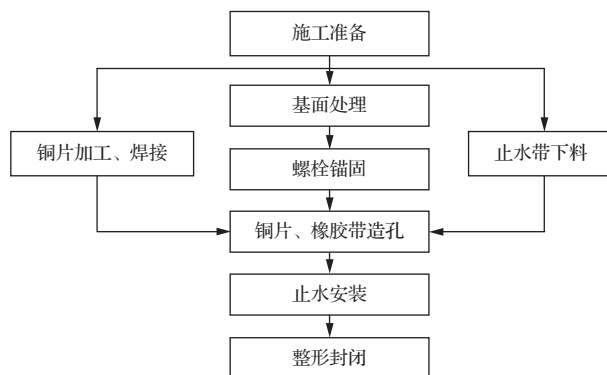 施工准备
基面处理
铜片加工、焊接
止水带下料
螺栓锚固
铜片、橡胶带造孔
止水安装
整形封闭